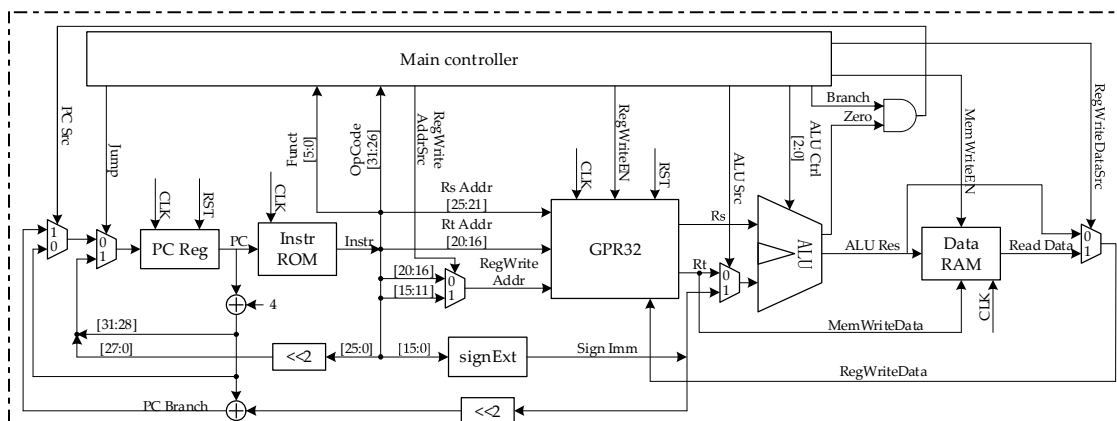 Main controller
PC Src
Jump
Funct
[5:0]
OpCode
[31:26]
RegWrite
AddrSrc
RegWriteEN
ALU Src
ALU Ctrl
[2:0]
Branch
Zero
MemWriteEN
RegWriteDataSrc
CLK
RST
CLK
CLK
RST
Rs Addr
[25:21]
Rt Addr
[20:16]
1
0
0
1
PC Reg
PC
Instr
ROM
Instr
[20:16]
[15:11]
0
1
RegWrite
Addr
GPR32
Rs
Rt
0
1
ALU
ALU Res
Data
RAM
Read Data
0
1
CLK
4
[31:28]
[27:0]
<<2
[25:0]
[15:0]
signExt
Sign Imm
MemWriteData
RegWriteData
PC Branch
<<2